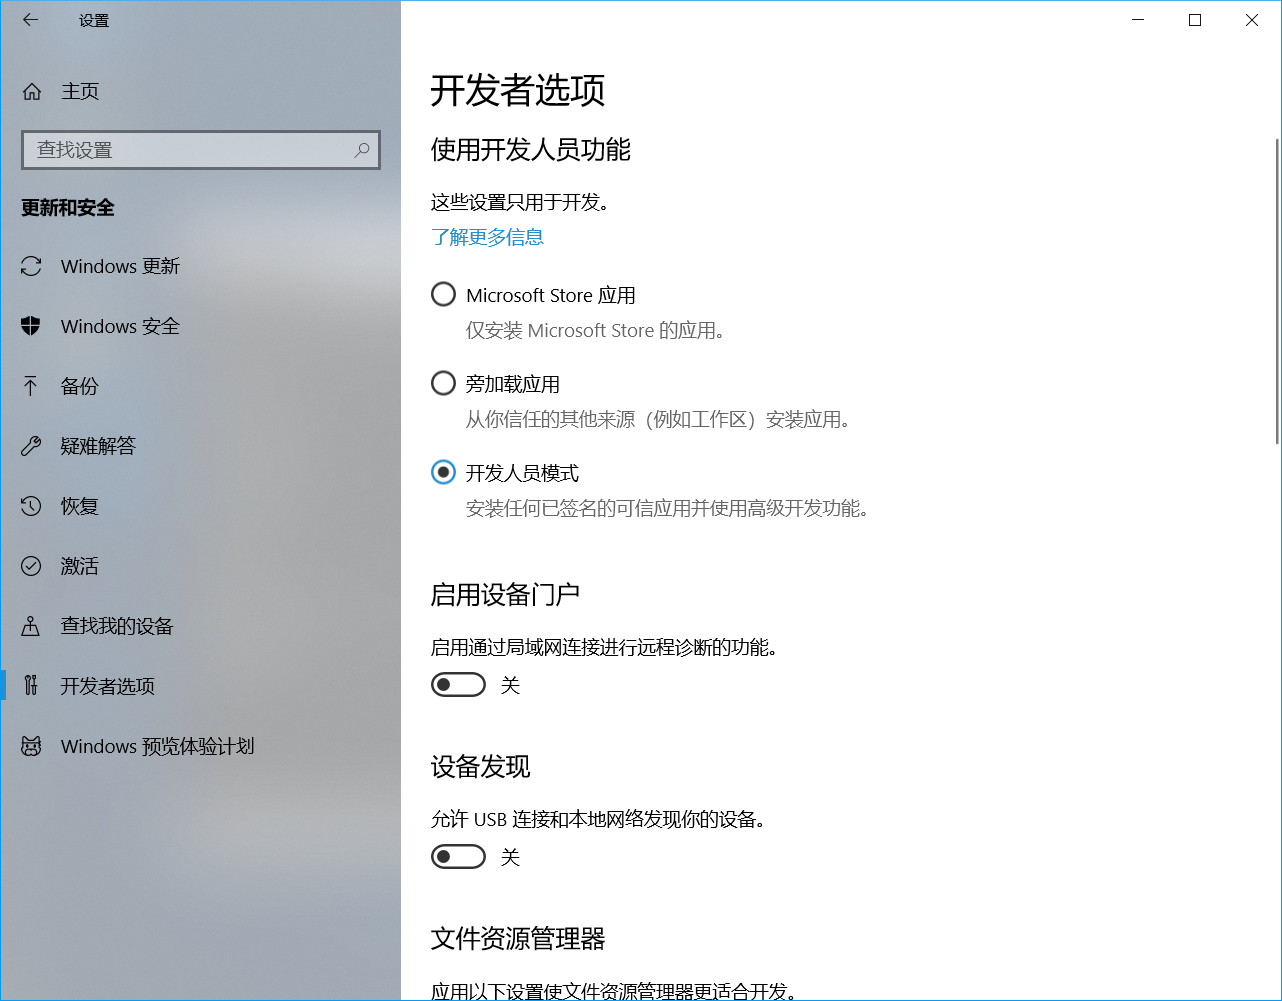 设置
主页
查找设置
更新和安全
Windows 更新
Windows 安全
备份
疑难解答
恢复
激活
查找我的设备
开发者选项
Windows 预览体验计划
开发者选项
使用开发人员功能
这些设置只用于开发。
了解更多信息
Microsoft Store 应用
仅安装 Microsoft Store 的应用。
旁加载应用
从你信任的其他来源（例如工作区）安装应用。
开发人员模式
安装任何已签名的可信应用并使用高级开发功能。
启用设备门户
启用通过局域网连接进行远程诊断的功能。
关
设备发现
允许 USB 连接和本地网络发现你的设备。
关
文件资源管理器
应用以下设置使文件资源管理器更适合开发。